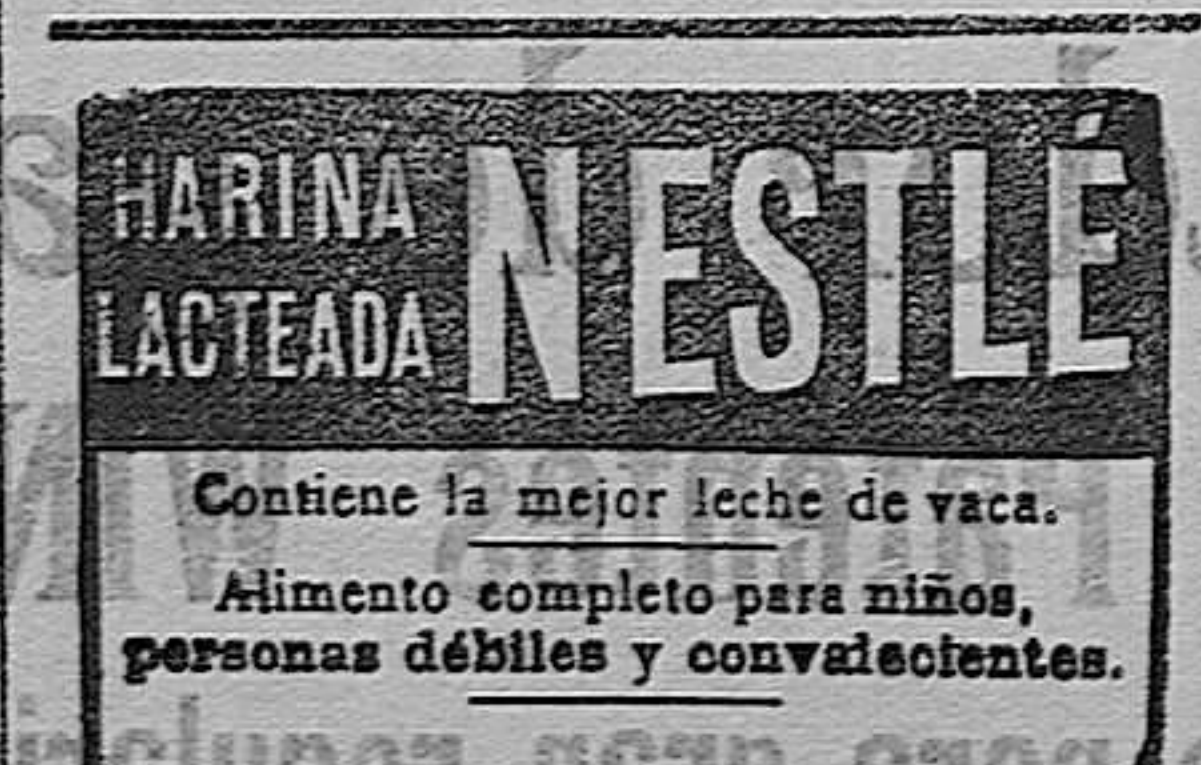 HARINA
LACTEADA
NESTLÉ
Contiene la mejor leche de vaca.
Alimento completo para niños,
personas débiles y convalecientes.